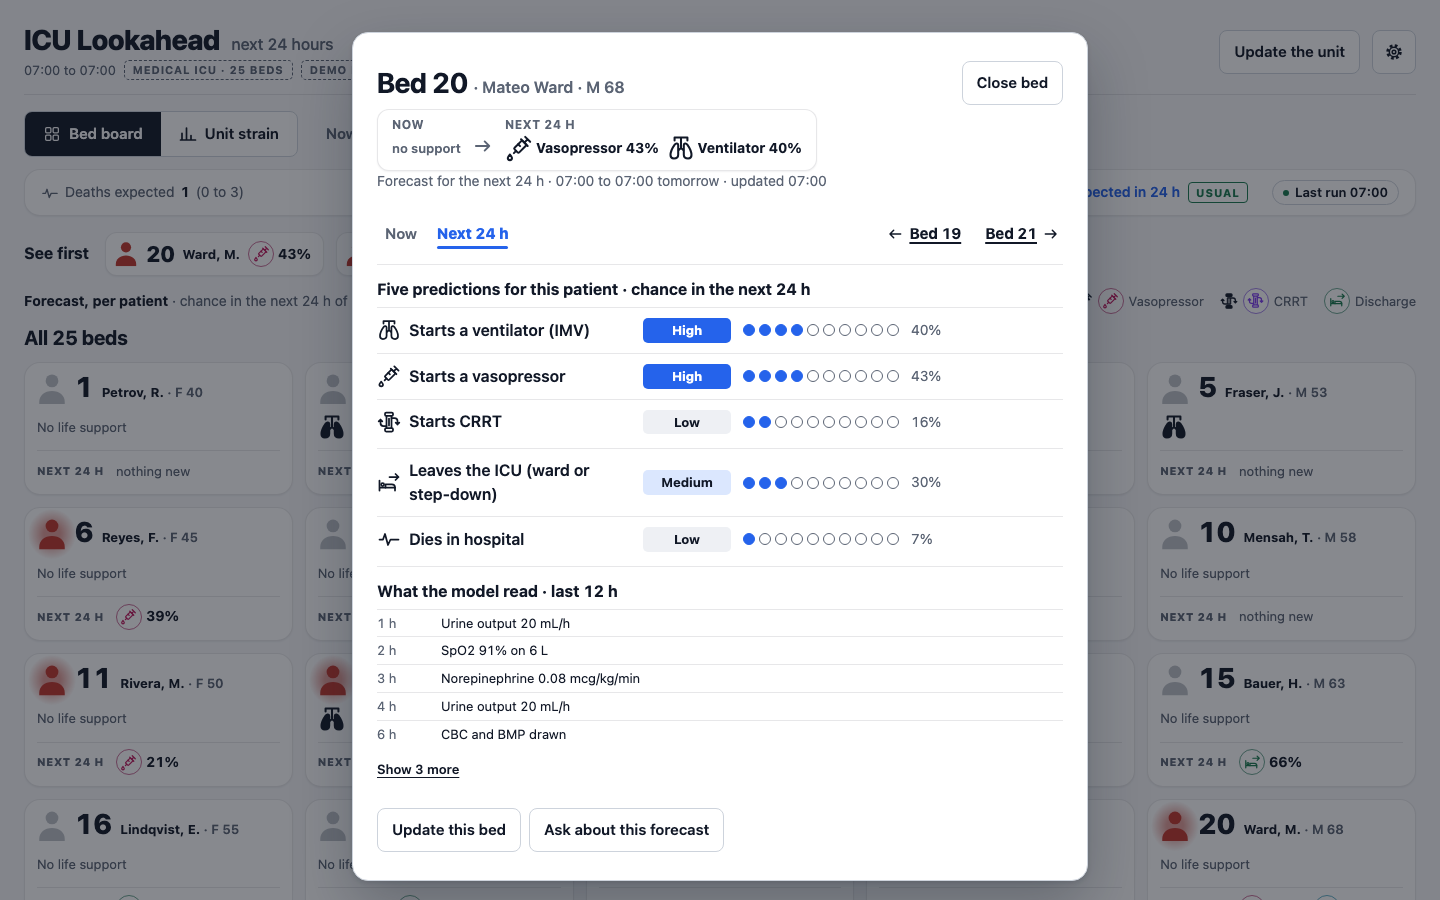 ICU Lookahead next 24 hours
07:00 to 07:00 MEDICAL ICU · 25 BEDS DEMO
Update the unit
Bed board
Unit strain
Now
Deaths expected 1 (0 to 3)
pected in 24 h USUAL
Last run 07:00
See first
20 Ward, M. 43%
Forecast, per patient · chance in the next 24 h of
Vasopressor
CRRT
Discharge
All 25 beds
1 Petrov, R. · F 40
No life support
NEXT 24 H nothing new
NEXT
5 Fraser, J. · M 53
NEXT 24 H nothing new
6 Reyes, F. · F 45
No life support
NEXT 24 H 39%
No life
NEXT
10 Mensah, T. · M 58
No life support
NEXT 24 H nothing new
11 Rivera, M. · F 50
No life support
NEXT 24 H 21%
NEXT
15 Bauer, H. · M 63
No life support
NEXT 24 H 66%
16 Lindqvist, E. · F 55
No life support
No life
20 Ward, M. · M 68
No life support
Bed 20 · Mateo Ward · M 68
Close bed
NOW
no support
NEXT 24 H
Vasopressor 43% Ventilator 40%
Forecast for the next 24 h · 07:00 to 07:00 tomorrow · updated 07:00
Now Next 24 h
← Bed 19 Bed 21 →
Five predictions for this patient · chance in the next 24 h
Starts a ventilator (IMV) High 40%
Starts a vasopressor High 43%
Starts CRRT Low 16%
Leaves the ICU (ward or
step-down) Medium 30%
Dies in hospital Low 7%
What the model read · last 12 h
1 h Urine output 20 mL/h
2 h SpO2 91% on 6 L
3 h Norepinephrine 0.08 mcg/kg/min
4 h Urine output 20 mL/h
6 h CBC and BMP drawn
Show 3 more
Update this bed
Ask about this forecast